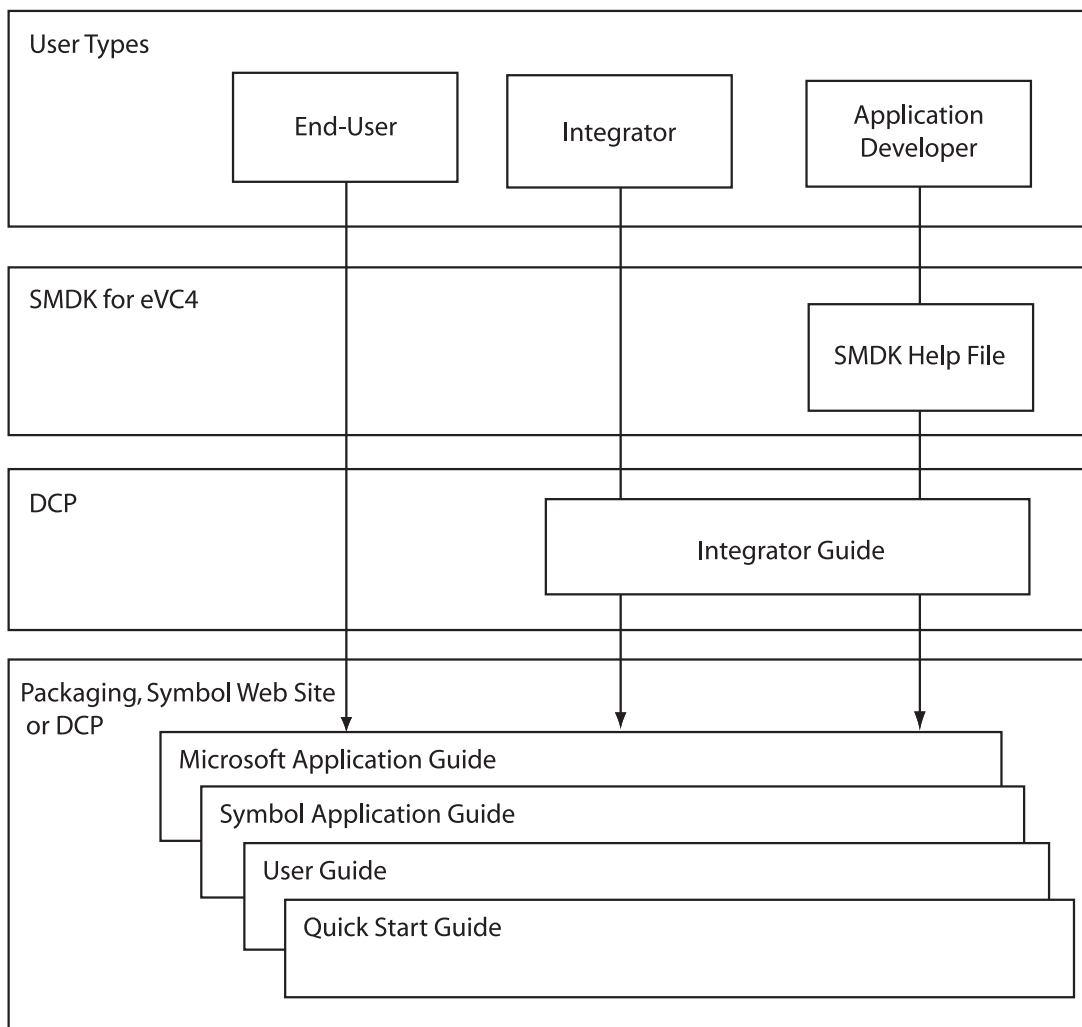 User Types
End-User
Integrator
Application
Developer
SMDK for eVC4
SMDK Help File
DCP
Integrator Guide
Packaging, Symbol Web Site
or DCP
Microsoft Application Guide
Symbol Application Guide
User Guide
Quick Start Guide